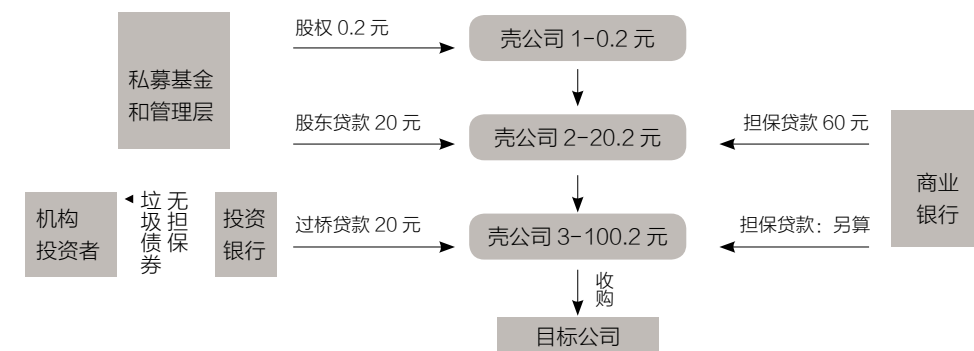 股权 0.2 元
壳公司 1-0.2 元
私募基金
和管理层
股东贷款 20 元
壳公司 2-20.2 元
担保贷款 60 元
商业
银行
机构
投资者
无担保
垃圾债券
投资
银行
过桥贷款 20 元
壳公司 3-100.2 元
担保贷款：另算
收购
目标公司